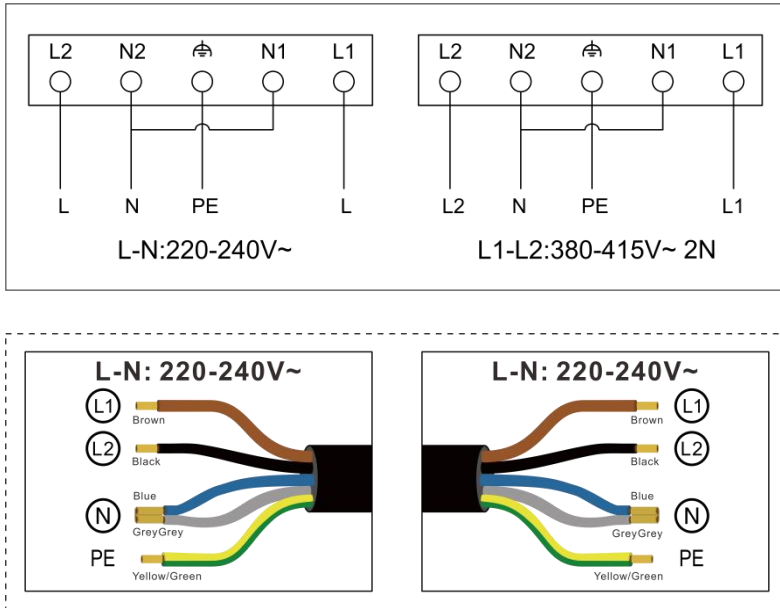 L2 N2 N1 L1
L N PE L
L-N:220-240V~
L2 N2 N1 L1
L2 N PE L1
L1-L2:380-415V~ 2N
L-N: 220-240V~
L1
Brown
L2
Black
Blue
N
GreyGrey
PE
Yellow/Green
L-N: 220-240V~
L1
Brown
L2
Black
Blue
N
GreyGrey
PE
Yellow/Green